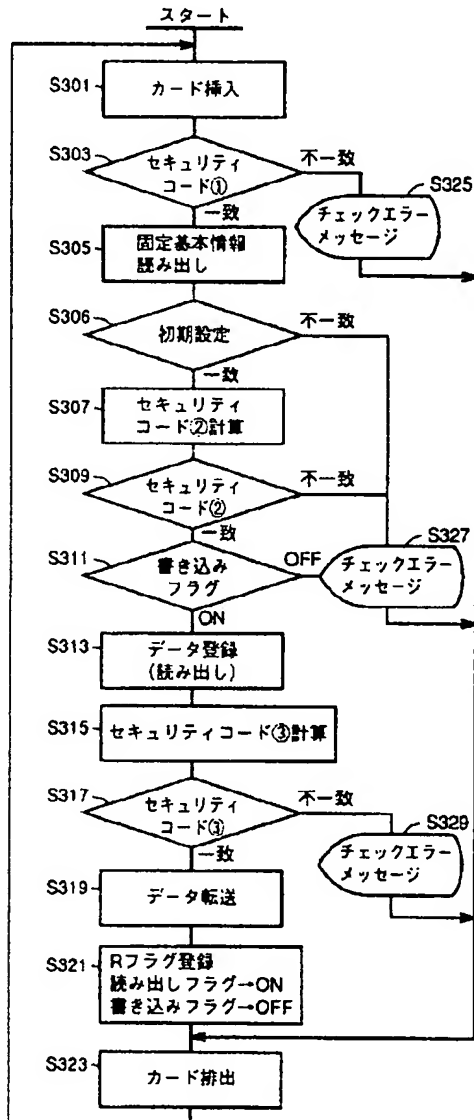 スタート
S301
カード挿入
S303
セキュリティ
コード①
不一致
S325
チェックエラー
メッセージ
一致
S305
固定基本情報
読み出し
S306
初期設定
不一致
一致
S307
セキュリティ
コード②計算
S309
セキュリティ
コード②
不一致
一致
S327
チェックエラー
メッセージ
S311
書き込み
フラグ
OFF
ON
S313
データ登録
(読み出し)
S315
セキュリティコード③計算
S317
セキュリティ
コード③
不一致
S329
チェックエラー
メッセージ
一致
S319
データ転送
S321
Rフラグ登録
読み出しフラグ→ON
書き込みフラグ→OFF
S323
カード排出